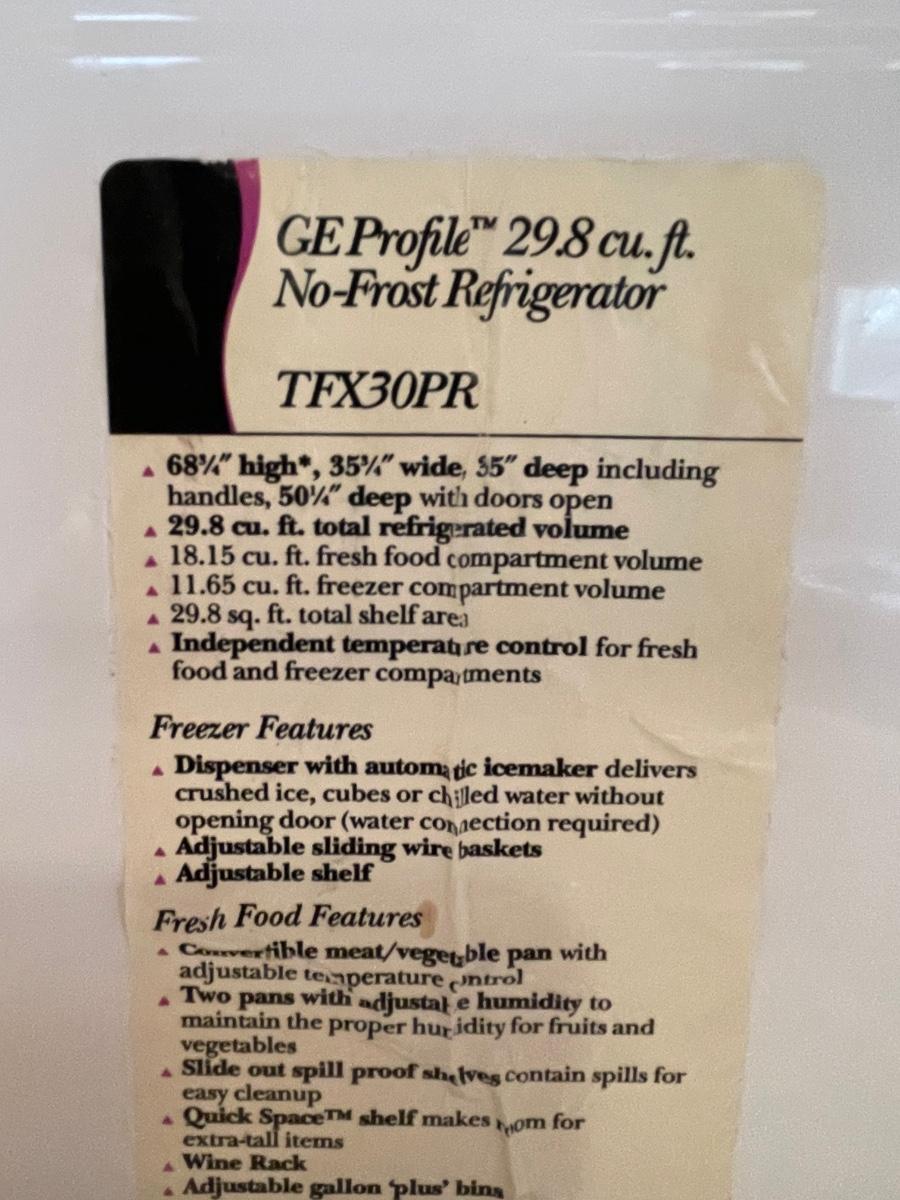 GE Profile™ 29.8 cu. ft.
No-Frost Refrigerator
TFX30PR
▲ 68¾" high*, 35¾" wide, 35" deep including
handles, 50¼" deep with doors open
▲ 29.8 cu. ft. total refrigerated volume
▲ 18.15 cu. ft. fresh food compartment volume
▲ 11.65 cu. ft. freezer compartment volume
▲ 29.8 sq. ft. total shelf area
▲ Independent temperature control for fresh
food and freezer compartments
Freezer Features
▲ Dispenser with automatic icemaker delivers
crushed ice, cubes or chilled water without
opening door (water connection required)
▲ Adjustable sliding wire baskets
▲ Adjustable shelf
Fresh Food Features
▲ Convertible meat/vegetable pan with
adjustable temperature control
▲ Two pans with adjustable humidity to
maintain the proper humidity for fruits and
vegetables
▲ Slide out spill proof shelves contain spills for
easy cleanup
▲ Quick Space™ shelf makes room for
extra-tall items
▲ Wine Rack
▲ Adjustable gallon 'plus' bins